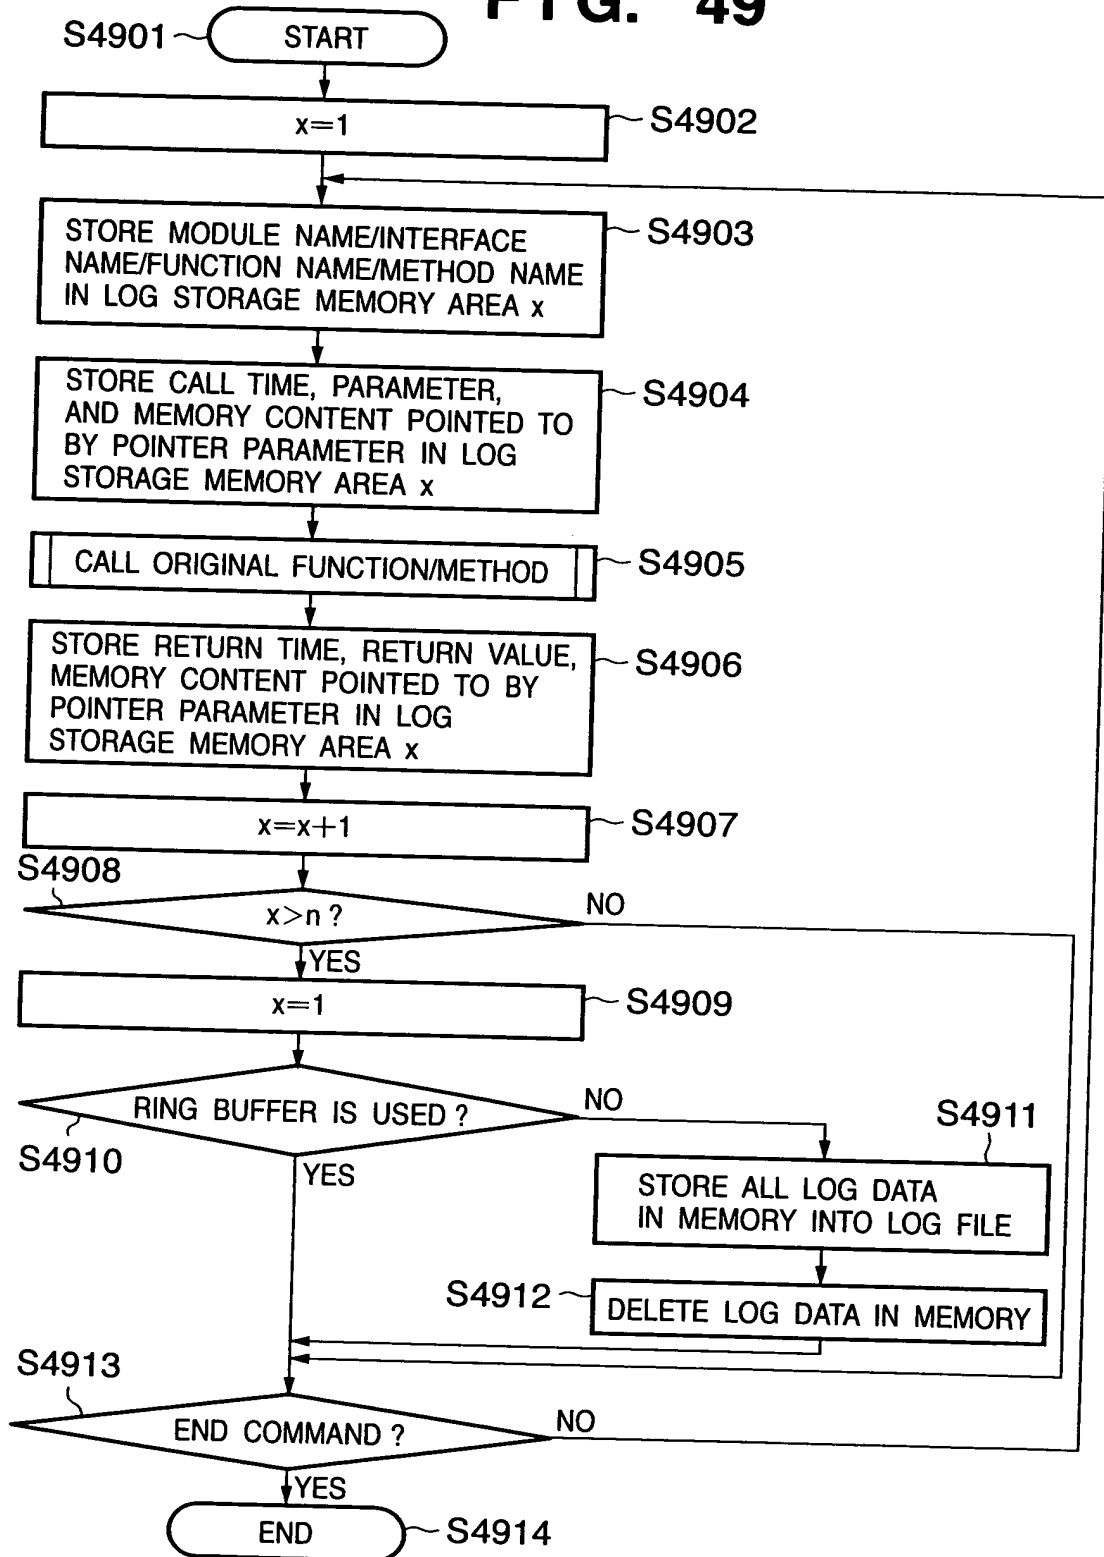 FIG. 49
S4901
START
x=1
S4902
STORE MODULE NAME/INTERFACE
NAME/FUNCTION NAME/METHOD NAME
IN LOG STORAGE MEMORY AREA x
S4903
STORE CALL TIME, PARAMETER,
AND MEMORY CONTENT POINTED TO
BY POINTER PARAMETER IN LOG
STORAGE MEMORY AREA x
S4904
CALL ORIGINAL FUNCTION/METHOD
S4905
STORE RETURN TIME, RETURN VALUE,
MEMORY CONTENT POINTED TO BY
POINTER PARAMETER IN LOG
STORAGE MEMORY AREA x
S4906
x=x+1
S4907
S4908
x>n?
NO
YES
x=1
S4909
RING BUFFER IS USED?
NO
S4910
YES
S4911
STORE ALL LOG DATA
IN MEMORY INTO LOG FILE
S4912
DELETE LOG DATA IN MEMORY
S4913
END COMMAND?
NO
YES
END
S4914